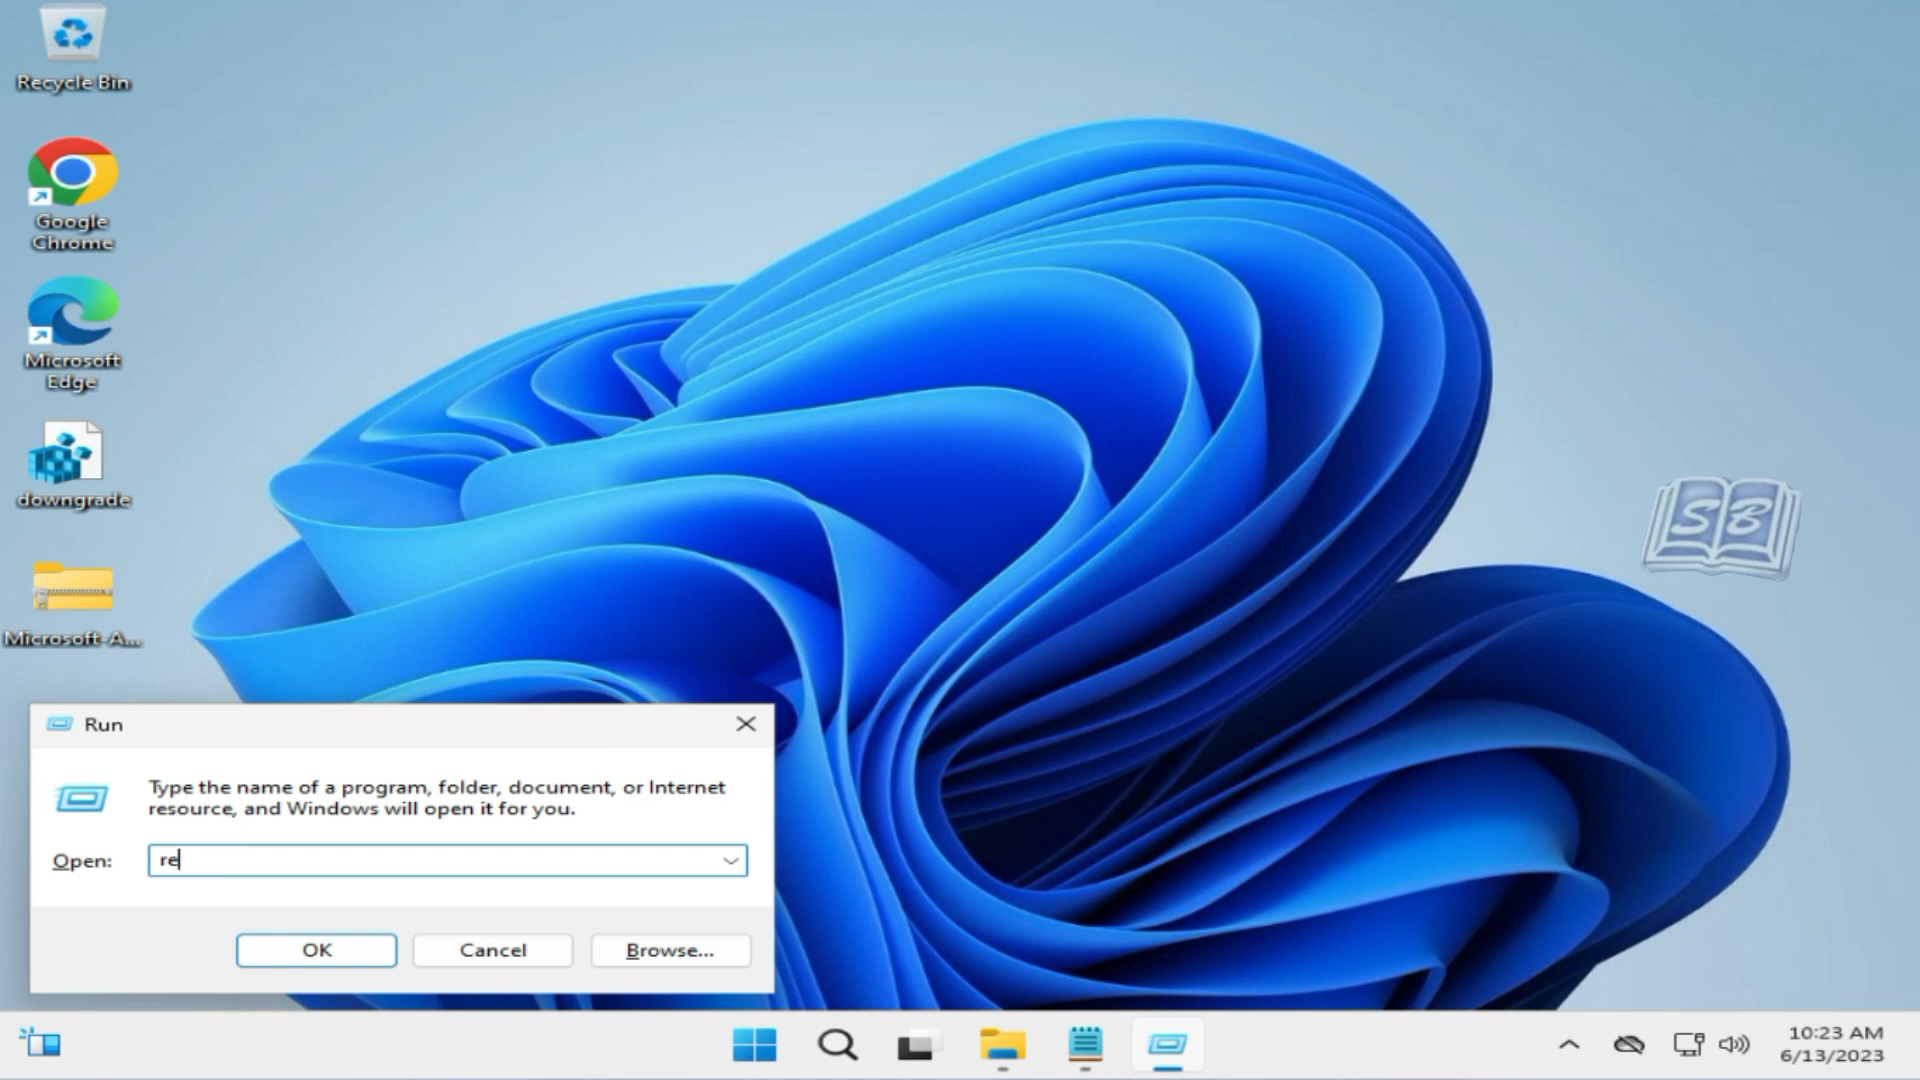 Recycle Bin
Google
Chrome
Microsoft
Edge
downgrade
Microsoft-A...
SB
Run
Type the name of a program, folder, document, or Internet
resource, and Windows will open it for you.
Open: re
OK Cancel Browse...
10:23 AM
6/13/2023